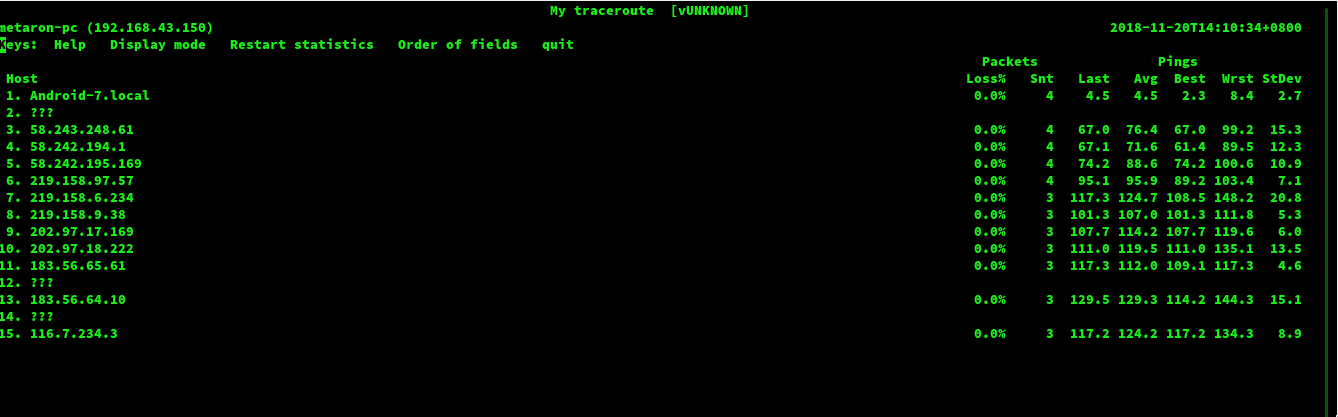 My traceroute  [vUNKNOWN]
metaron-pc (192.168.43.150) 2018-11-20T14:10:34+0800
Keys:  Help   Display mode   Restart statistics   Order of fields   quit
Packets Pings
Host Loss% Snt Last Avg Best Wrst StDev
1. Android-7.local 0.0% 4 4.5 4.5 2.3 8.4 2.7
2. ???
3. 58.243.248.61 0.0% 4 67.0 76.4 67.0 99.2 15.3
4. 58.242.194.1 0.0% 4 67.1 71.6 61.4 89.5 12.3
5. 58.242.195.169 0.0% 4 74.2 88.6 74.2 100.6 10.9
6. 219.158.97.57 0.0% 4 95.1 95.9 89.2 103.4 7.1
7. 219.158.6.234 0.0% 3 117.3 124.7 108.5 148.2 20.8
8. 219.158.9.38 0.0% 3 101.3 107.0 101.3 111.8 5.3
9. 202.97.17.169 0.0% 3 107.7 114.2 107.7 119.6 6.0
10. 202.97.18.222 0.0% 3 111.0 119.5 111.0 135.1 13.5
11. 183.56.65.61 0.0% 3 117.3 112.0 109.1 117.3 4.6
12. ???
13. 183.56.64.10 0.0% 3 129.5 129.3 114.2 144.3 15.1
14. ???
15. 116.7.234.3 0.0% 3 117.2 124.2 117.2 134.3 8.9